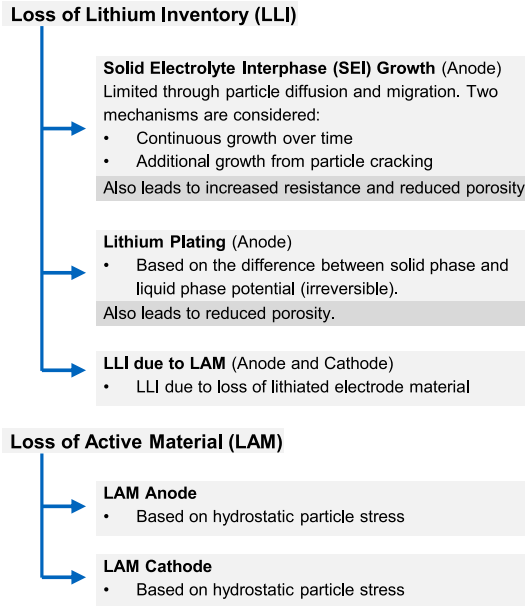 Loss of Lithium Inventory (LLI)
Solid Electrolyte Interphase (SEI) Growth (Anode)
Limited through particle diffusion and migration. Two
mechanisms are considered:
• Continuous growth over time
• Additional growth from particle cracking
Also leads to increased resistance and reduced porosity
Lithium Plating (Anode)
• Based on the difference between solid phase and
liquid phase potential (irreversible).
Also leads to reduced porosity.
LLI due to LAM (Anode and Cathode)
• LLI due to loss of lithiated electrode material
Loss of Active Material (LAM)
LAM Anode
• Based on hydrostatic particle stress
LAM Cathode
• Based on hydrostatic particle stress